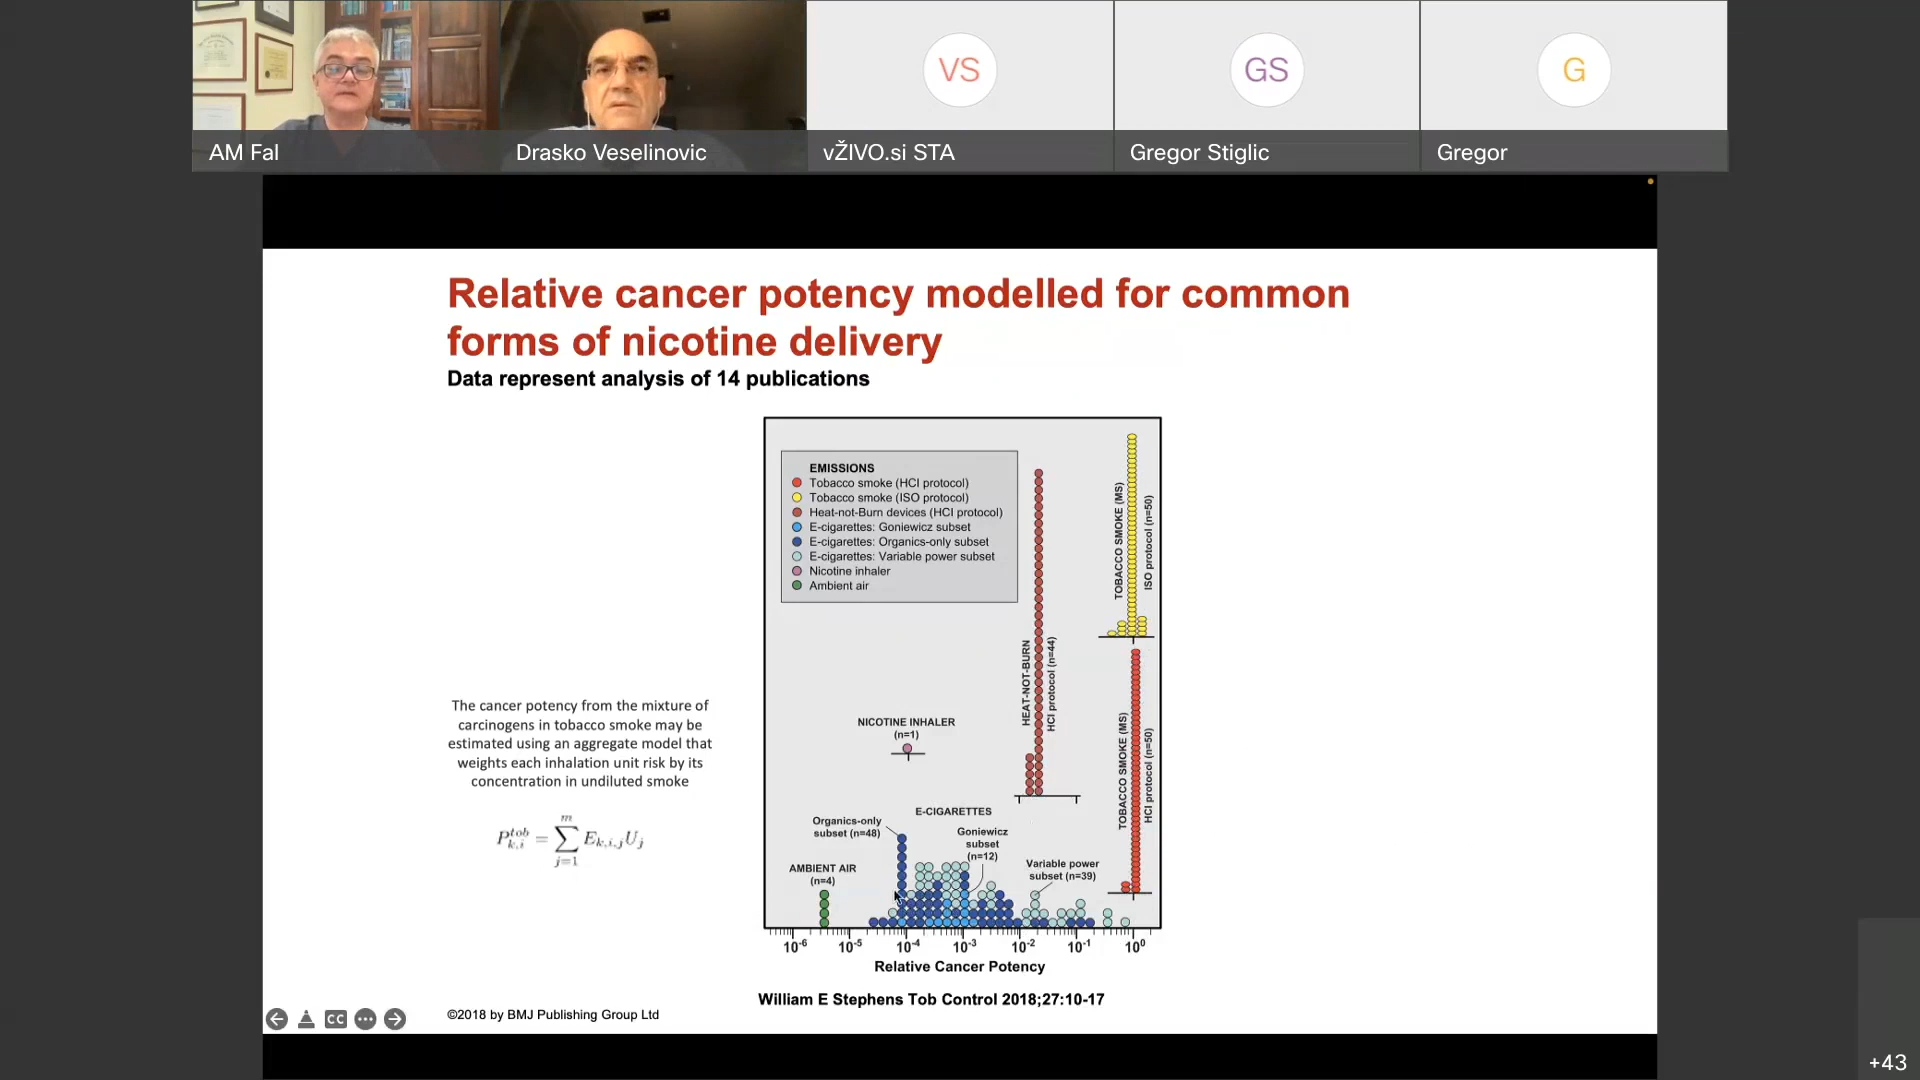 VS
GS
G
AM Fal
Drasko Veselinovic
vŽIVO.si STA
Gregor Stiglic
Gregor
Relative cancer potency modelled for common
forms of nicotine delivery
Data represent analysis of 14 publications
EMISSIONS
Tobacco smoke (HCI protocol)
Tobacco smoke (ISO protocol)
Heat-not-Burn devices (HCI protocol)
E-cigarettes: Goniewicz subset
E-cigarettes: Organics-only subset
E-cigarettes: Variable power subset
Nicotine inhaler
Ambient air
TOBACCO SMOKE (MS)
ISO protocol (n=50)
HEAT-NOT-BURN
HCI protocol (n=44)
TOBACCO SMOKE (MS)
HCI protocol (n=50)
NICOTINE INHALER
(n=1)
E-CIGARETTES
Organics-only
subset (n=48)
Goniewicz
subset
(n=12)
Variable power
subset (n=39)
AMBIENT AIR
(n=4)
10-6 10-5 10-4 10-3 10-2 10-1 100
Relative Cancer Potency
The cancer potency from the mixture of
carcinogens in tobacco smoke may be
estimated using an aggregate model that
weights each inhalation unit risk by its
concentration in undiluted smoke
P^{tob}_{k,i} = \sum_{j=1}^{m} E_{k,i,j} U_j
William E Stephens Tob Control 2018;27:10-17
CC
©2018 by BMJ Publishing Group Ltd
+43